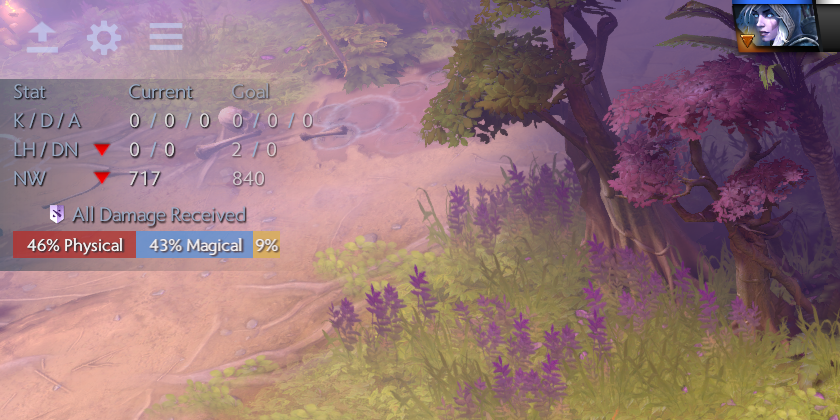 Stat Current Goal
K / D / A 0 / 0 / 0 0 / 0 / 0
LH / DN 0 / 0 2 / 0
NW 717 840
All Damage Received
46% Physical 43% Magical 9%